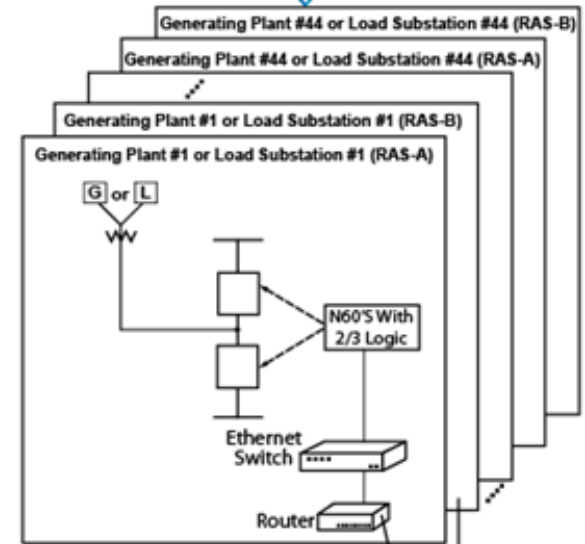 Generating Plant #44 or Load Substation #44 (RAS-B)
Generating Plant #44 or Load Substation #44 (RAS-A)
Generating Plant #1 or Load Substation #1 (RAS-B)
Generating Plant #1 or Load Substation #1 (RAS-A)
G or L
N60'S With
2/3 Logic
Ethernet
Switch
Router